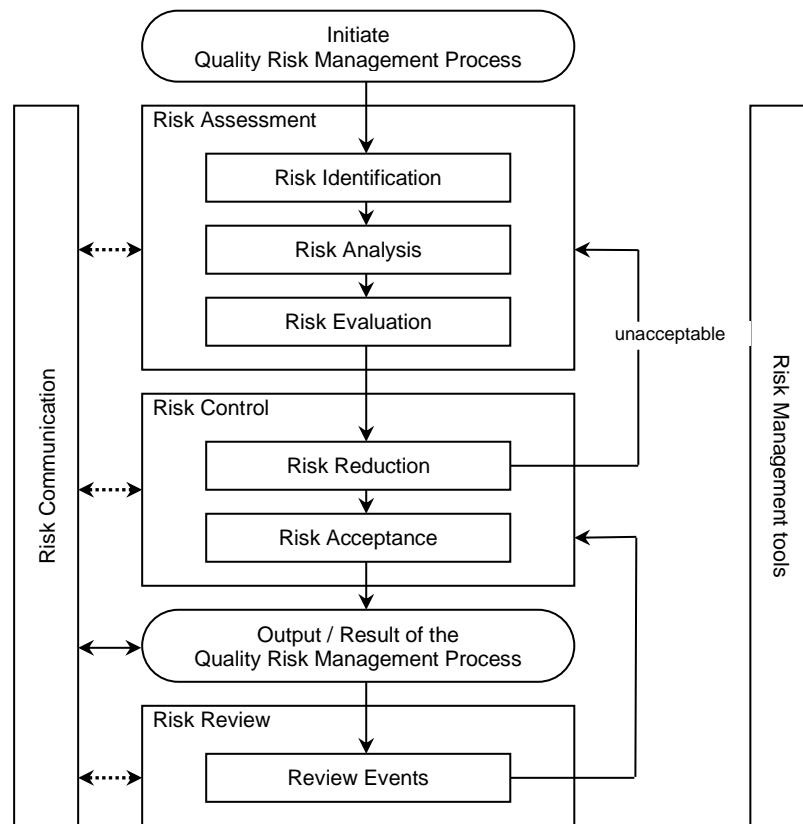 Initiate
Quality Risk Management Process
Risk Assessment
Risk Identification
Risk Analysis
Risk Evaluation
unacceptable
Risk Control
Risk Reduction
Risk Acceptance
Output / Result of the
Quality Risk Management Process
Risk Review
Review Events
Risk Communication
Risk Management tools